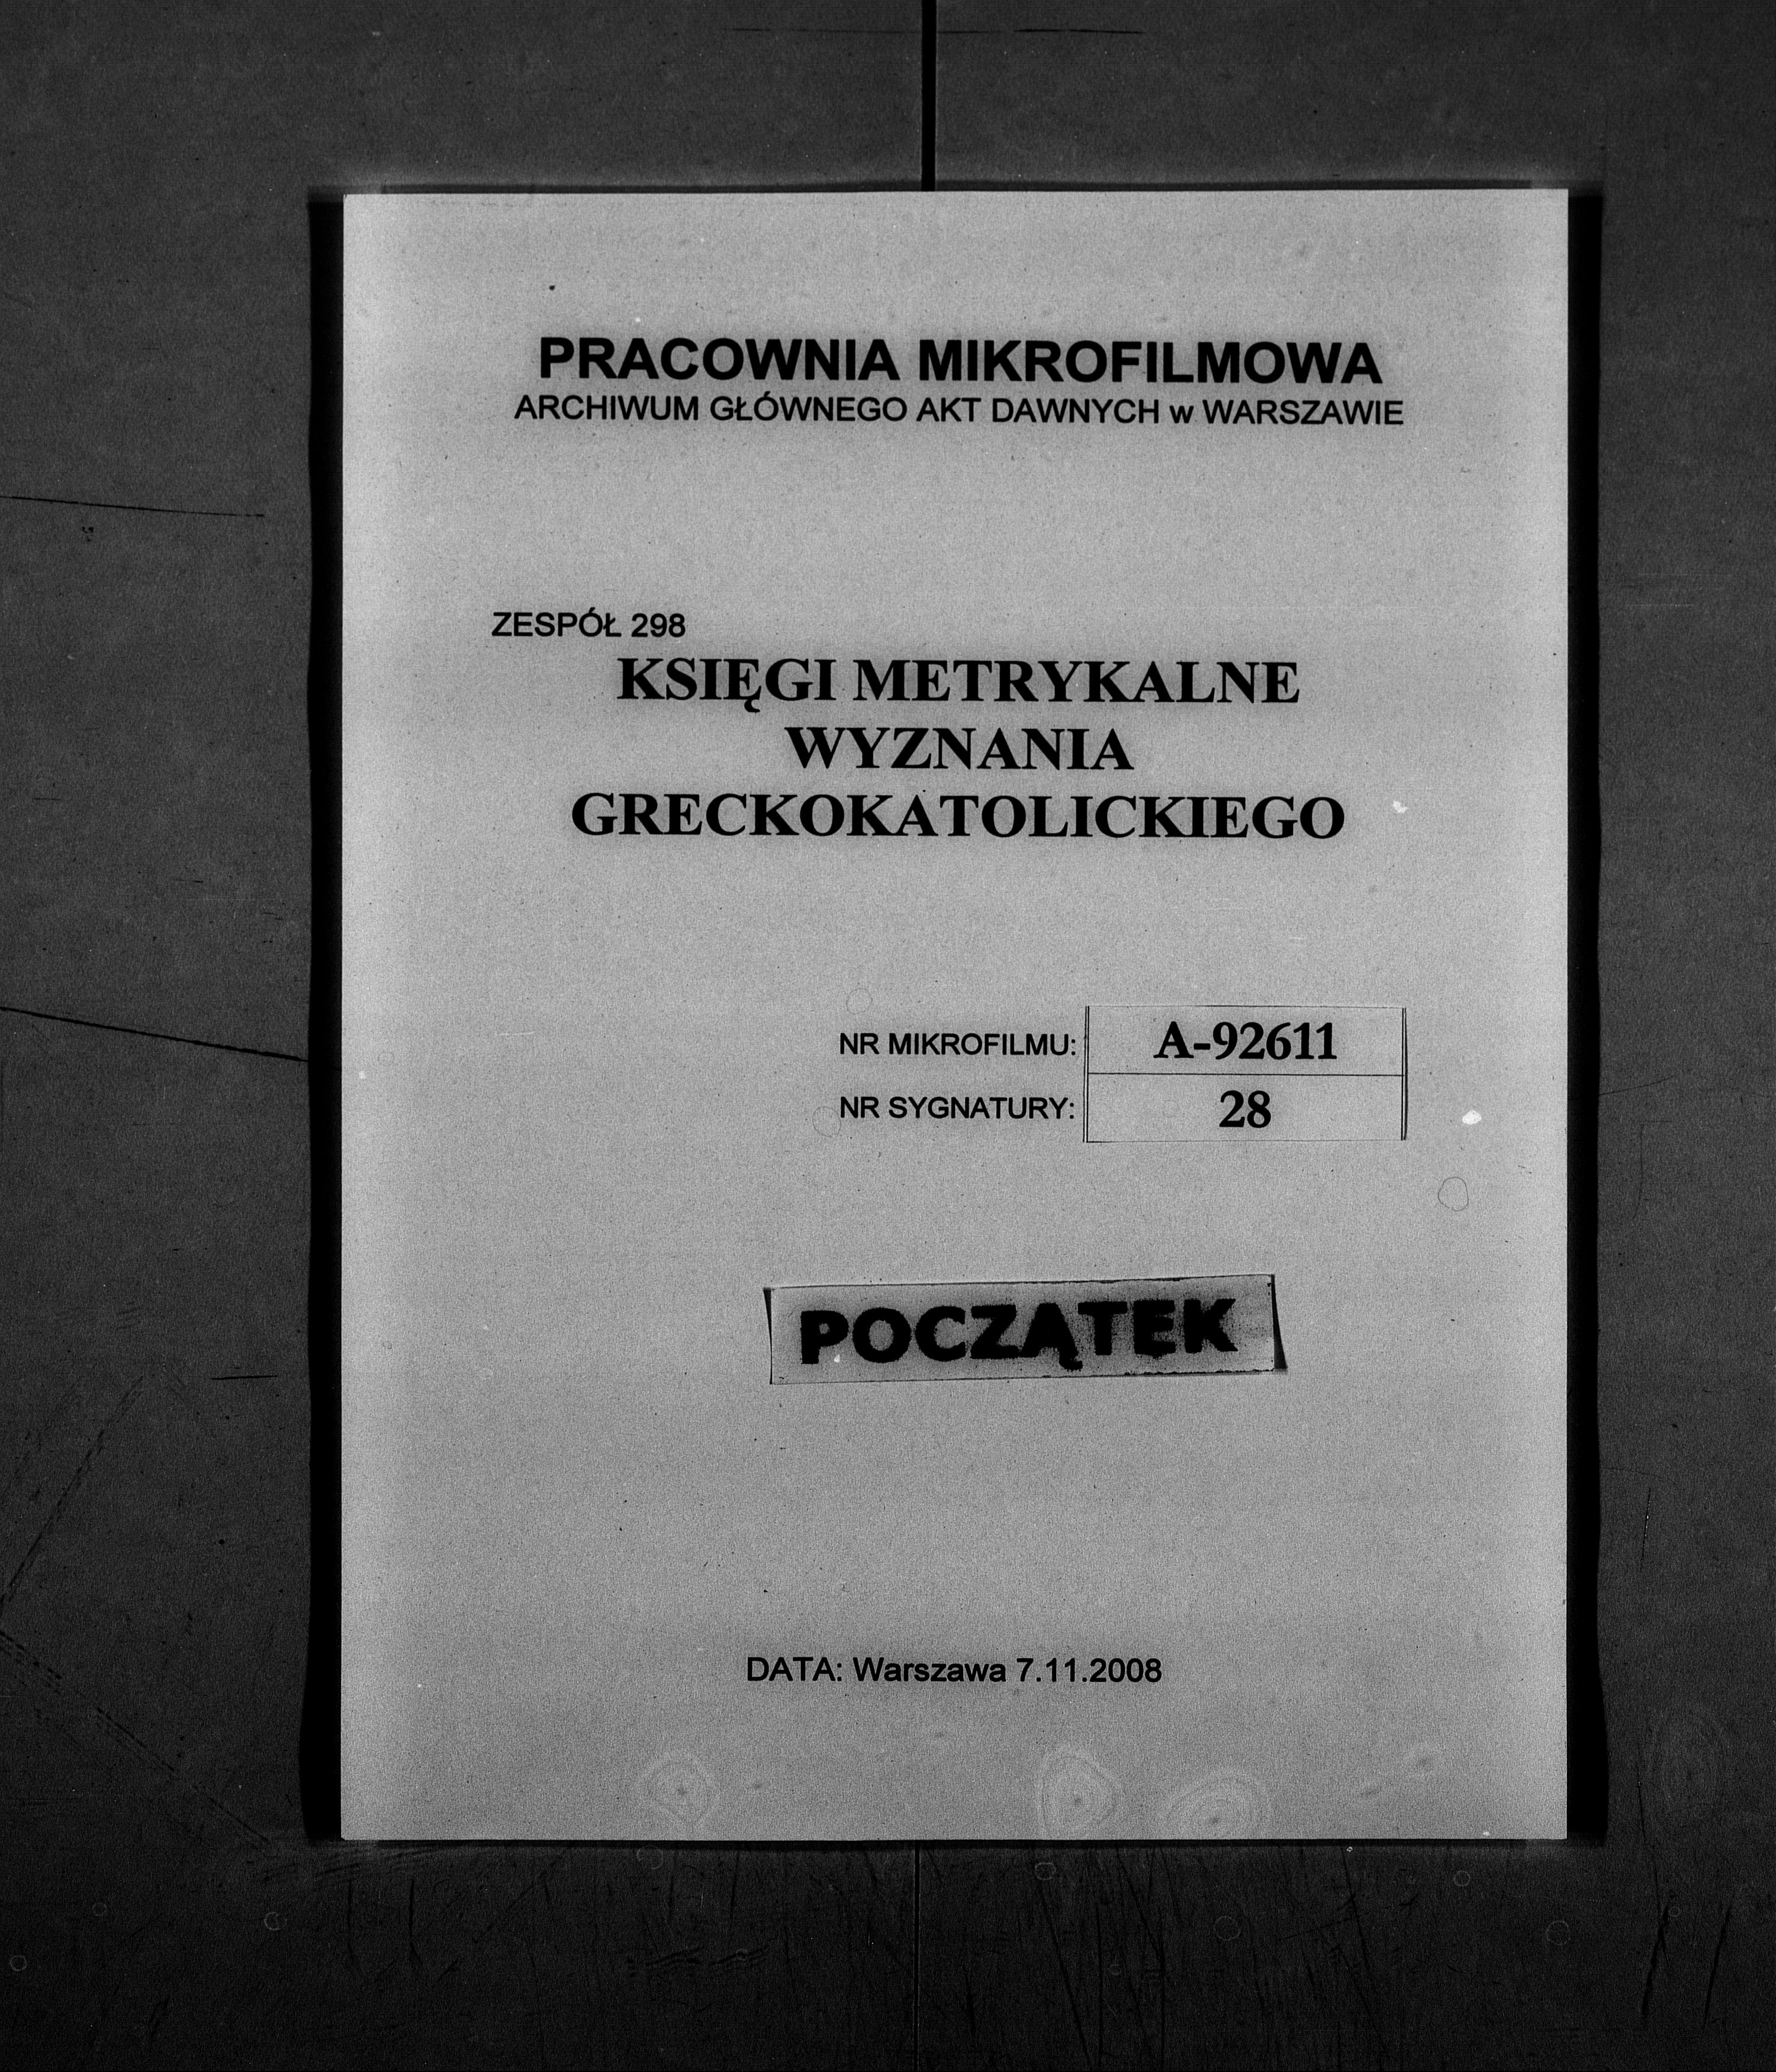 PRACOWNIA MIKROFILMOWA
ARCHIWUM GŁÓWNEGO AKT DAWNYCH w WARSZAWIE
ZESPÓŁ 298
KSIĘGI METRYKALNE
WYZNANIA
GRECKOKATOLICKIEGO
NR MIKROFILMU: A-92611
NR SYGNATURY: 28
POCZĄTEK
DATA: Warszawa 7.11.2008